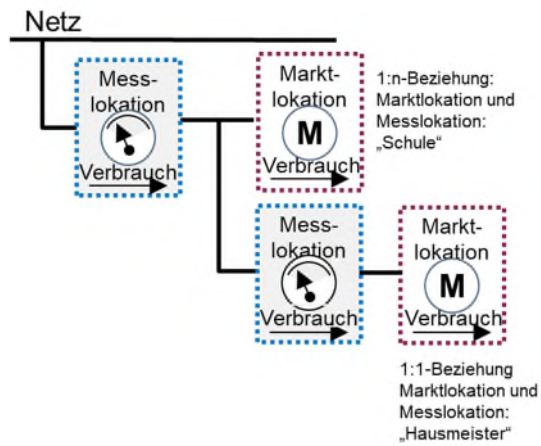 Netz
Mess-
lokation
Verbrauch
Markt-
lokation
M
Verbrauch
1:n-Beziehung:
Marktlokation und
Messlokation:
„Schule“
Mess-
lokation
Verbrauch
Markt-
lokation
M
Verbrauch
1:1-Beziehung
Marktlokation und
Messlokation:
„Hausmeister“